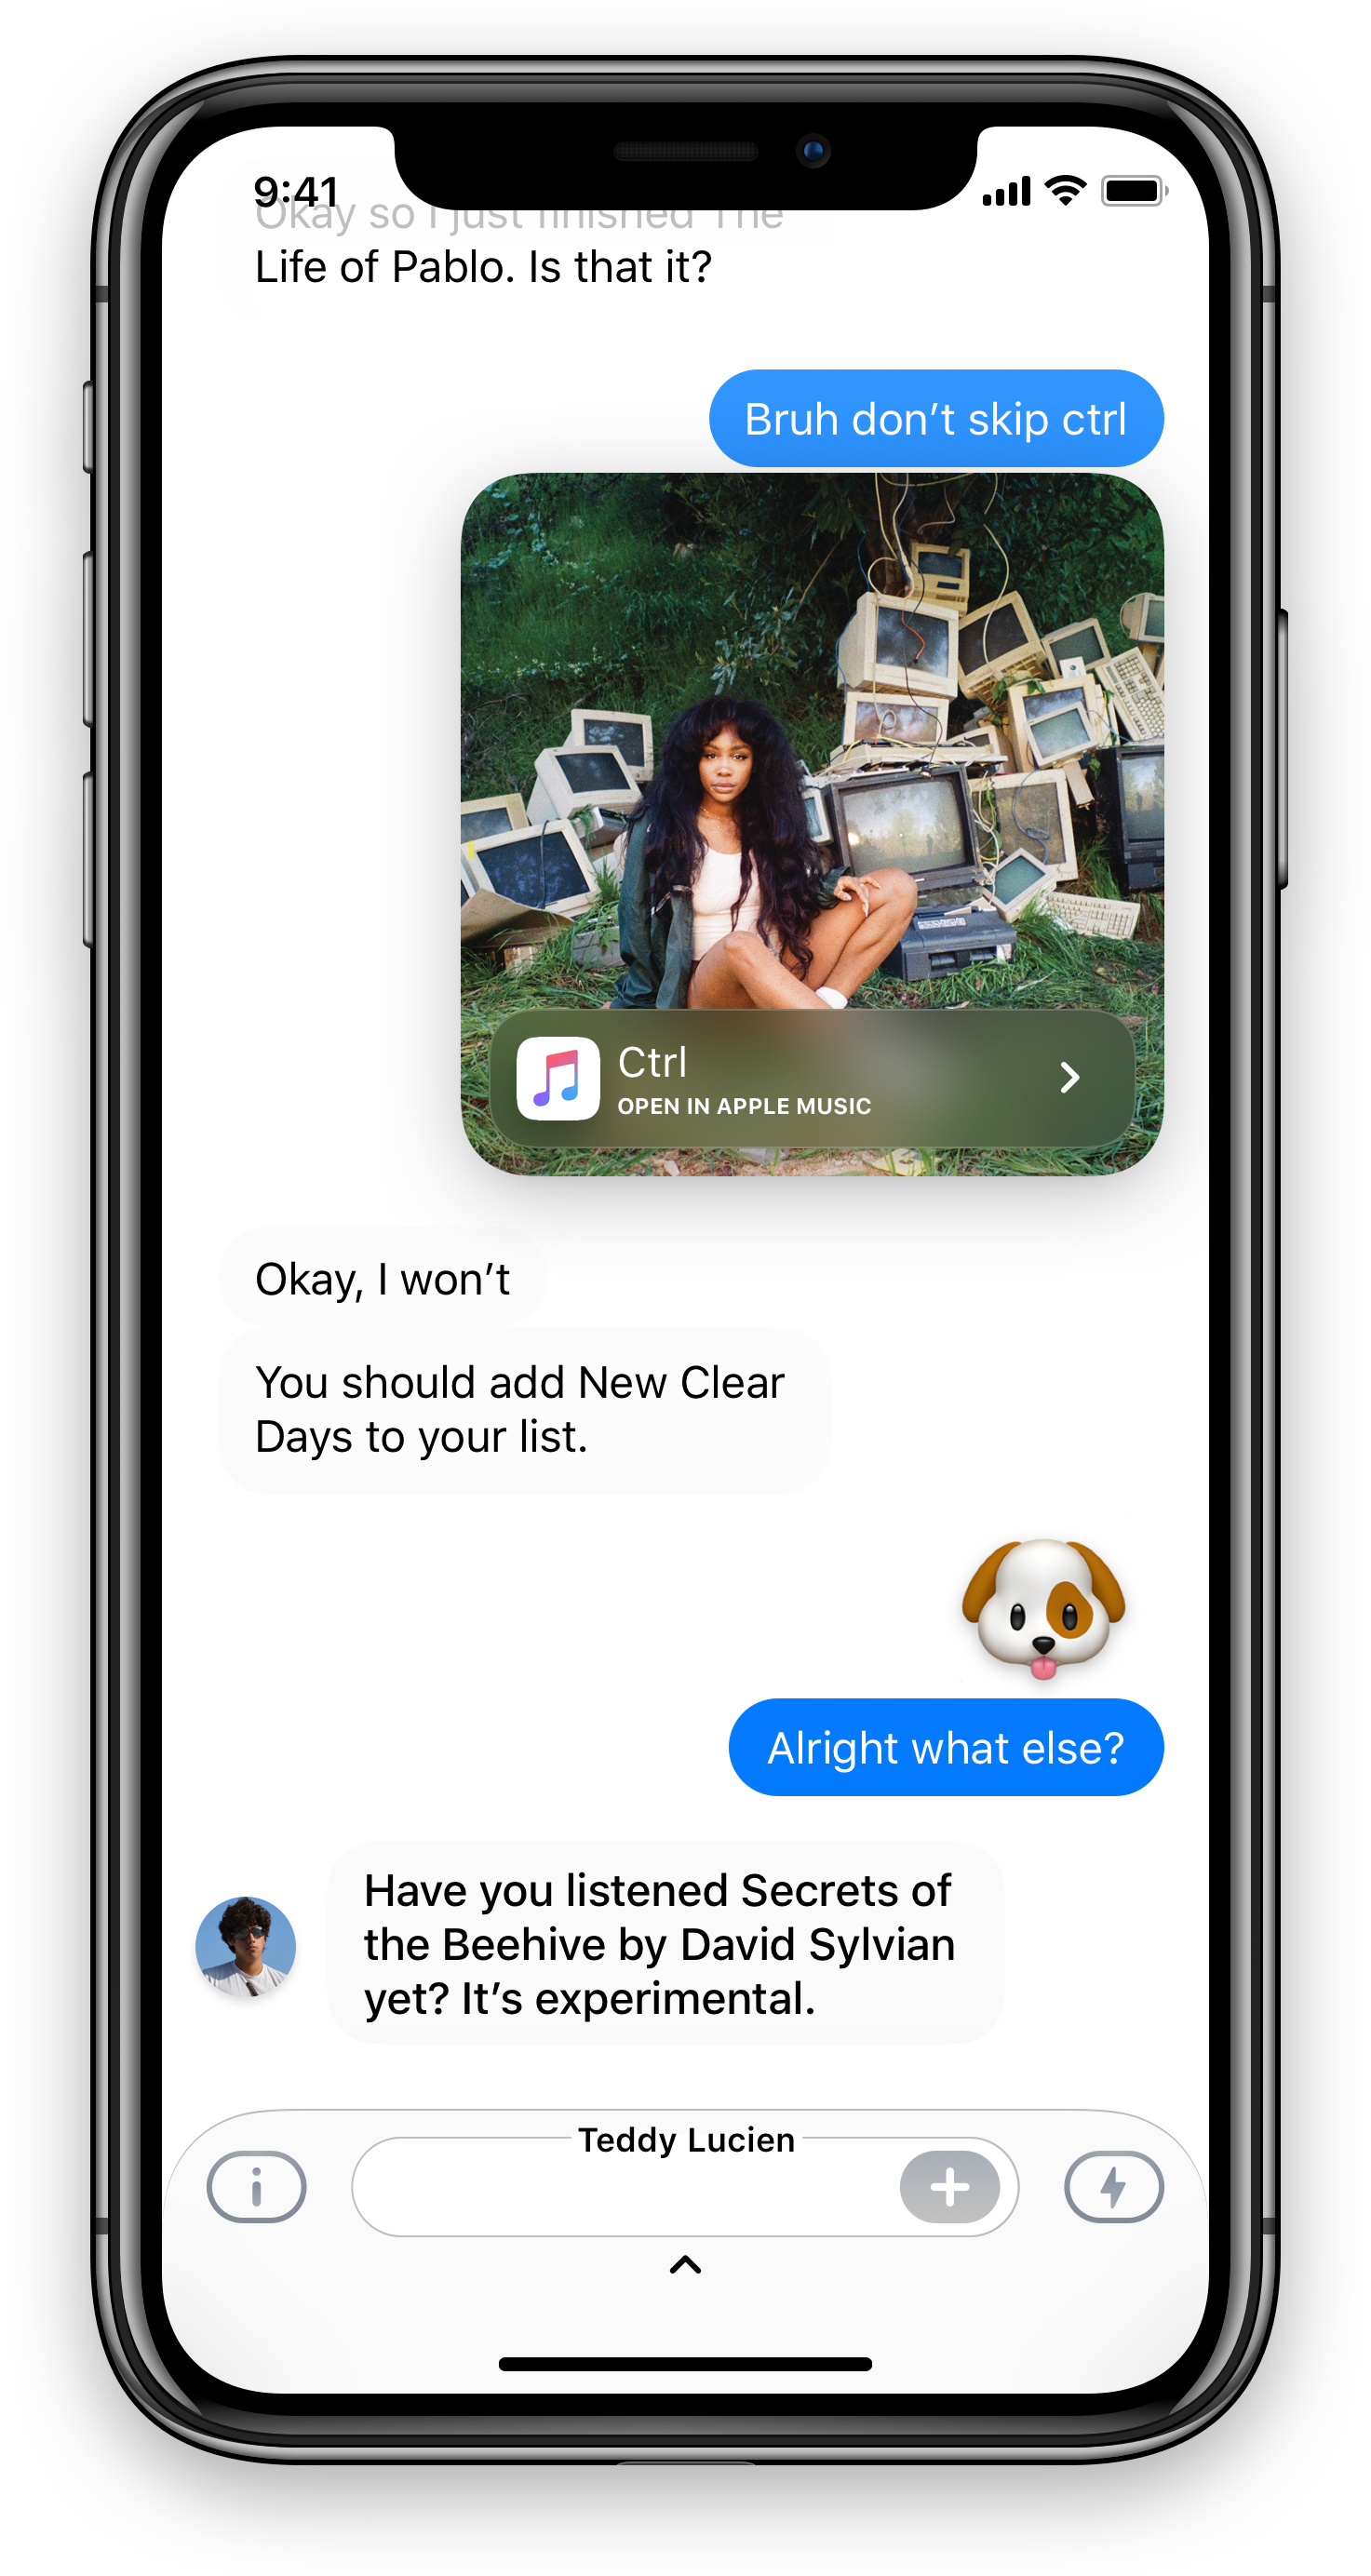 9:41
Okay so I just finished The
Life of Pablo. Is that it?
Bruh don’t skip ctrl
Ctrl
OPEN IN APPLE MUSIC
Okay, I won’t
You should add New Clear
Days to your list.
Alright what else?
Have you listened Secrets of
the Beehive by David Sylvian
yet? It’s experimental.
Teddy Lucien